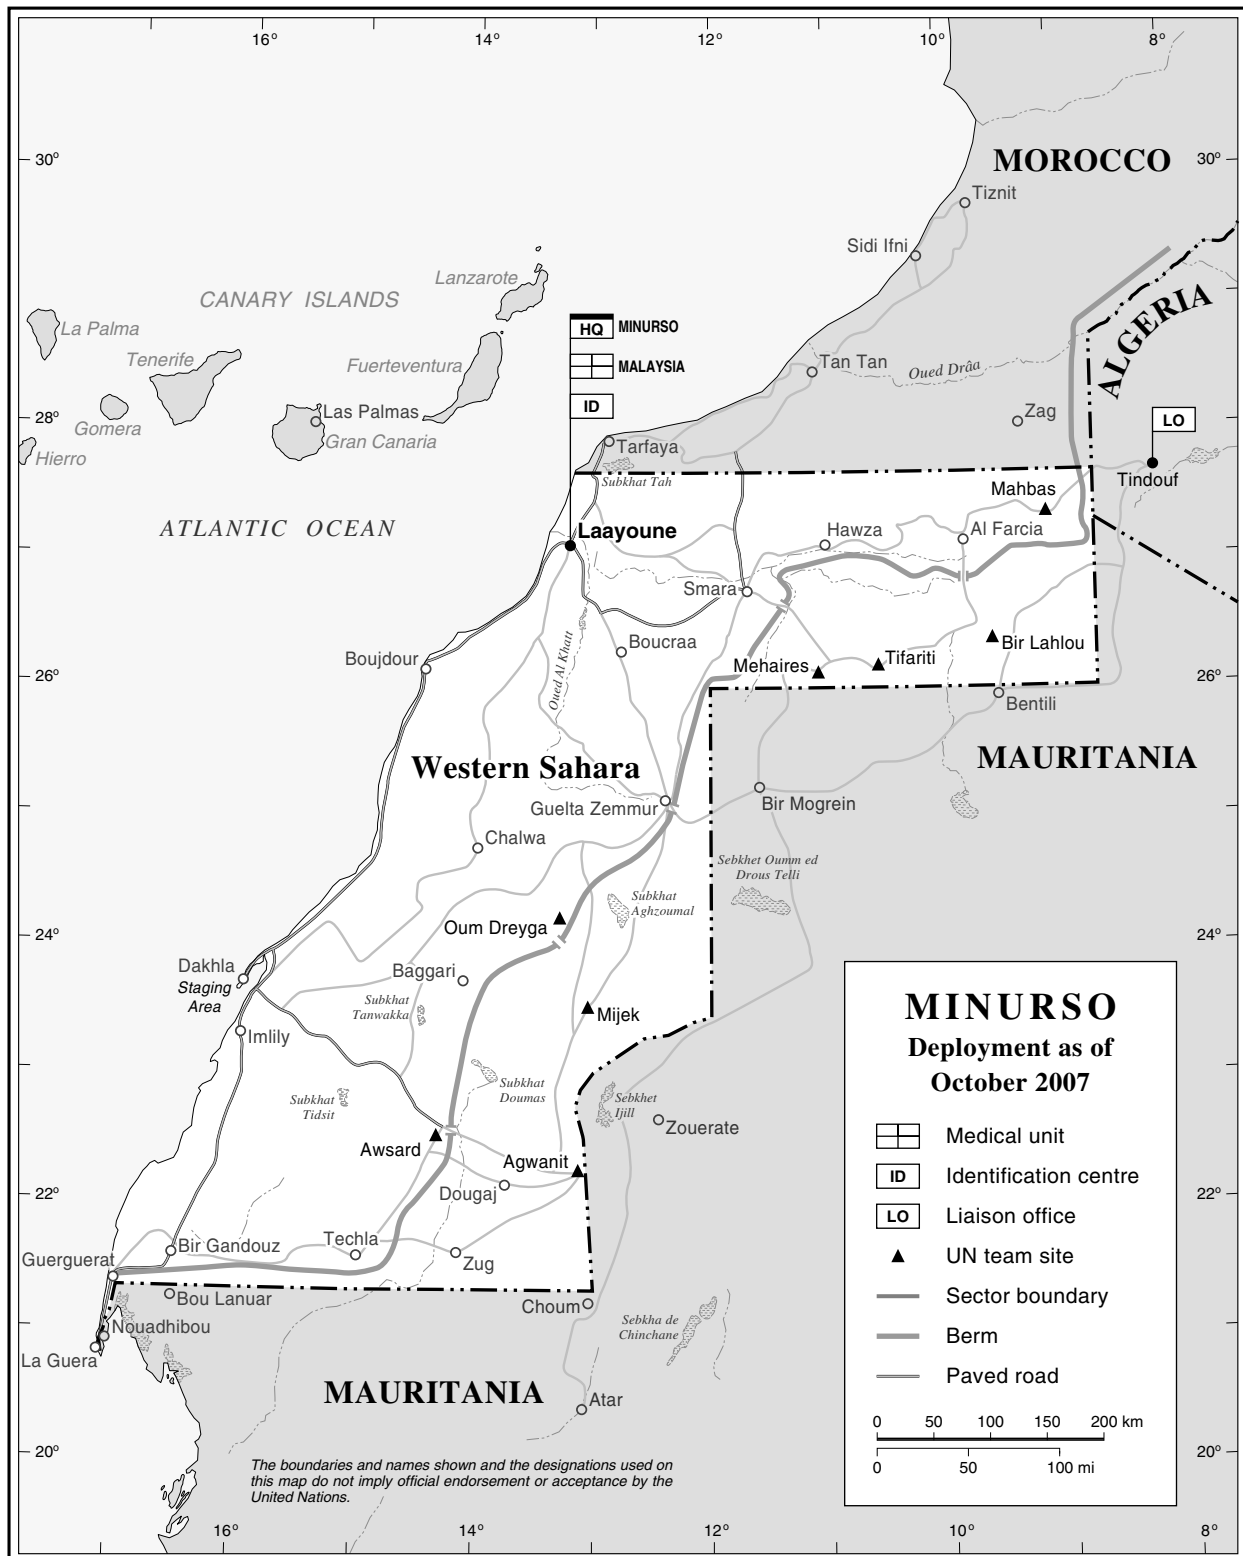 16°
14°
12°
10°
8°
30°
30°
MOROCCO
Tiznit
Sidi Ifni
Lanzarote
CANARY ISLANDS
La Palma
Tenerife
Fuerteventura
HQ MINURSO
MALAYSIA
ID
ALGERIA
Tan Tan
Oued Drâa
28°
28°
Las Palmas
Gomera
Gran Canaria
Hierro
Zag
LO
Tarfaya
Subkhat Tah
Tindouf
Mahbas
ATLANTIC OCEAN
Laayoune
Hawza
Al Farcia
Smara
Oued Al Khatt
Boucraa
Bir Lahlou
Tifariti
Mehaires
Boujdour
26°
26°
Bentili
Western Sahara
MAURITANIA
Guelta Zemmur
Bir Mogrein
Chalwa
Sebkhet Oumm ed
Drous Telli
Subkhat
Aghzoumal
Oum Dreyga
24°
24°
Dakhla
Staging
Area
Baggari
Subkhat
Tanwakka
Mijek
Imlily
Subkhat
Doumas
Subkhat
Tidsit
Sebkhet
Ijill
Zouerate
Awsard
Agwanit
Dougaj
22°
22°
Techla
Zug
Bir Gandouz
Guerguerat
Bou Lanuar
Choum
Nouadhibou
La Guera
Sebkha de
Chinchane
MAURITANIA
Atar
20°
20°
MINURSO
Deployment as of
October 2007
Medical unit
ID Identification centre
LO Liaison office
UN team site
Sector boundary
Berm
Paved road
0 50 100 150 200 km
0 50 100 mi
The boundaries and names shown and the designations used on
this map do not imply official endorsement or acceptance by the
United Nations.
16°
14°
12°
10°
8°